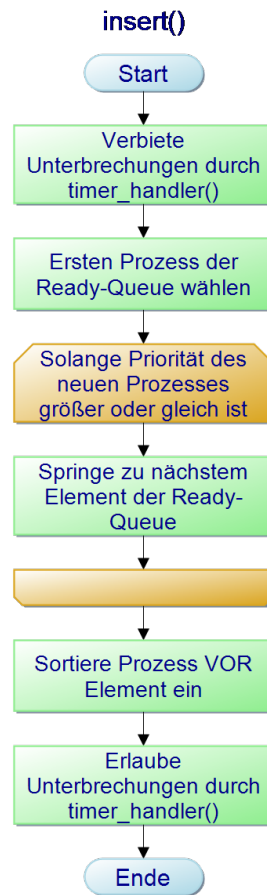 insert()
Start
Verbiete
Unterbrechungen durch
timer_handler()
Ersten Prozess der
Ready-Queue wählen
Solange Priorität des
neuen Prozesses
größer oder gleich ist
Springe zu nächstem
Element der Ready-
Queue
Sortiere Prozess VOR
Element ein
Erlaube
Unterbrechungen durch
timer_handler()
Ende